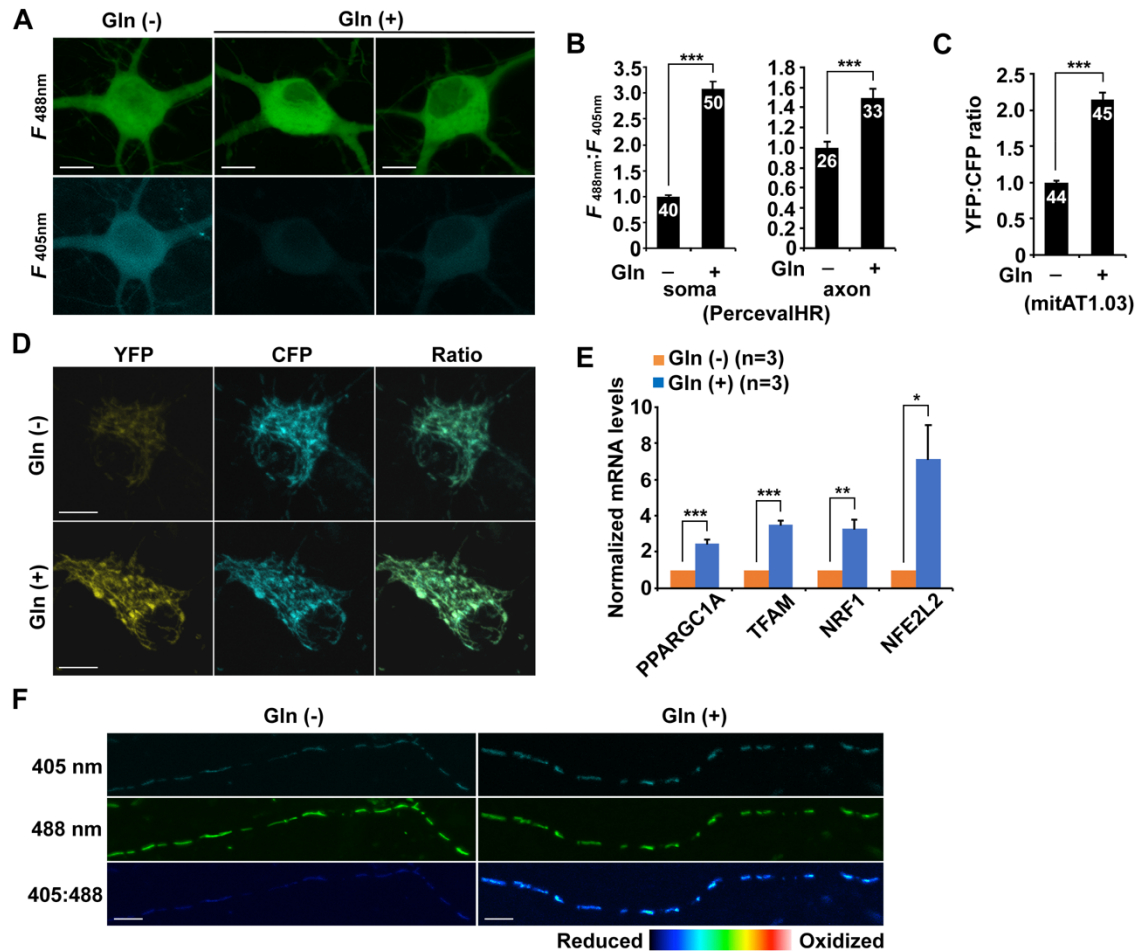 A
Gln (-)
Gln (+)
F 488nm
F 405nm
B
F 488nm:F 405nm
3.5
3.0
2.5
2.0
1.5
1.0
0.5
0
***
40
50
Gln – +
soma
1.8
1.6
1.4
1.2
1.0
0.8
0.6
0.4
0.2
0
***
26
33
Gln – +
axon
(PercevalHR)
C
YFP:CFP ratio
2.5
2.0
1.5
1.0
0.5
0
***
44
45
Gln – +
(mitAT1.03)
D
YFP CFP Ratio
Gln (-)
Gln (+)
E
Gln (-) (n=3)
Gln (+) (n=3)
Normalized mRNA levels
10
8
6
4
2
0
***
***
**
*
PPARGC1A
TFAM
NRF1
NFE2L2
F
Gln (-) Gln (+)
405 nm
488 nm
405:488
Reduced Oxidized